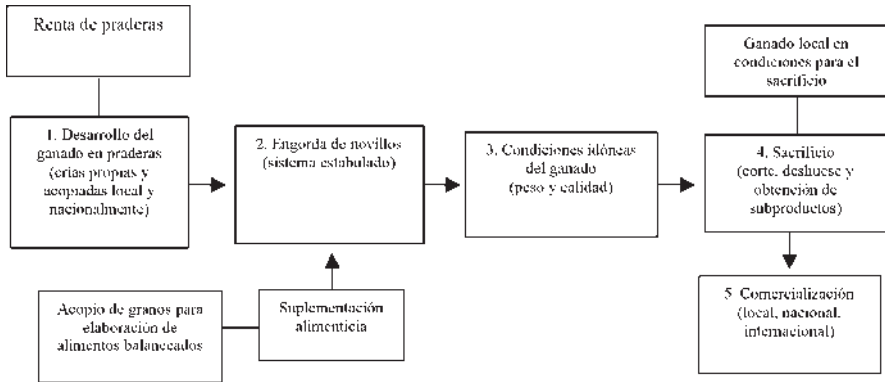 Renta de praderas
Ganado local en
condiciones para el
sacrificio
1. Desarrollo del
ganado en praderas
(crías propias y
acopiadas local y
nacionalmente)
2. Engorda de novillos
(sistema estabulado)
3. Condiciones idóneas
del ganado
(peso y calidad)
4. Sacrificio
(corte, deshuese y
obtención de
subproductos)
Acopio de granos para
elaboración de
alimentos balanceados
Suplementación
alimenticia
5. Comercialización
(local, nacional,
internacional)